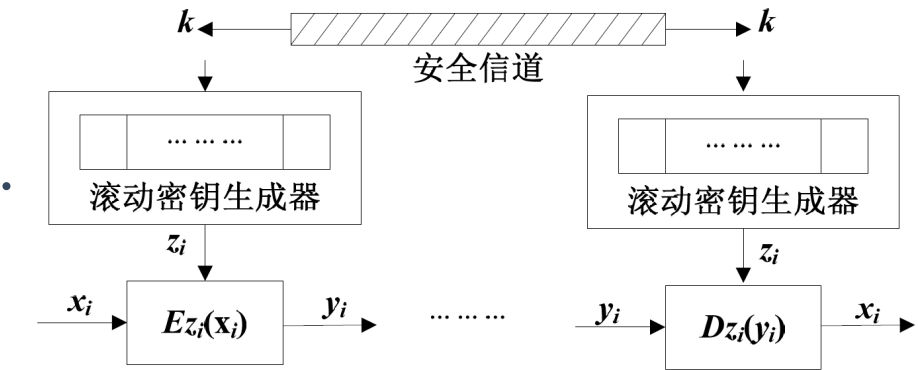 k k
安全信道
… … … … … …
滚动密钥生成器 滚动密钥生成器
zi zi
xi Ezi(xi) yi … … … yi Dzi(yi) xi